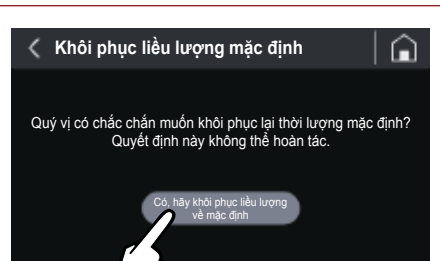 Khôi phục liều lượng mặc định
Quý vị có chắc chắn muốn khôi phục lại thời lượng mặc định?
Quyết định này không thể hoàn tác.
Có, hãy khôi phục liều lượng
về mặc định